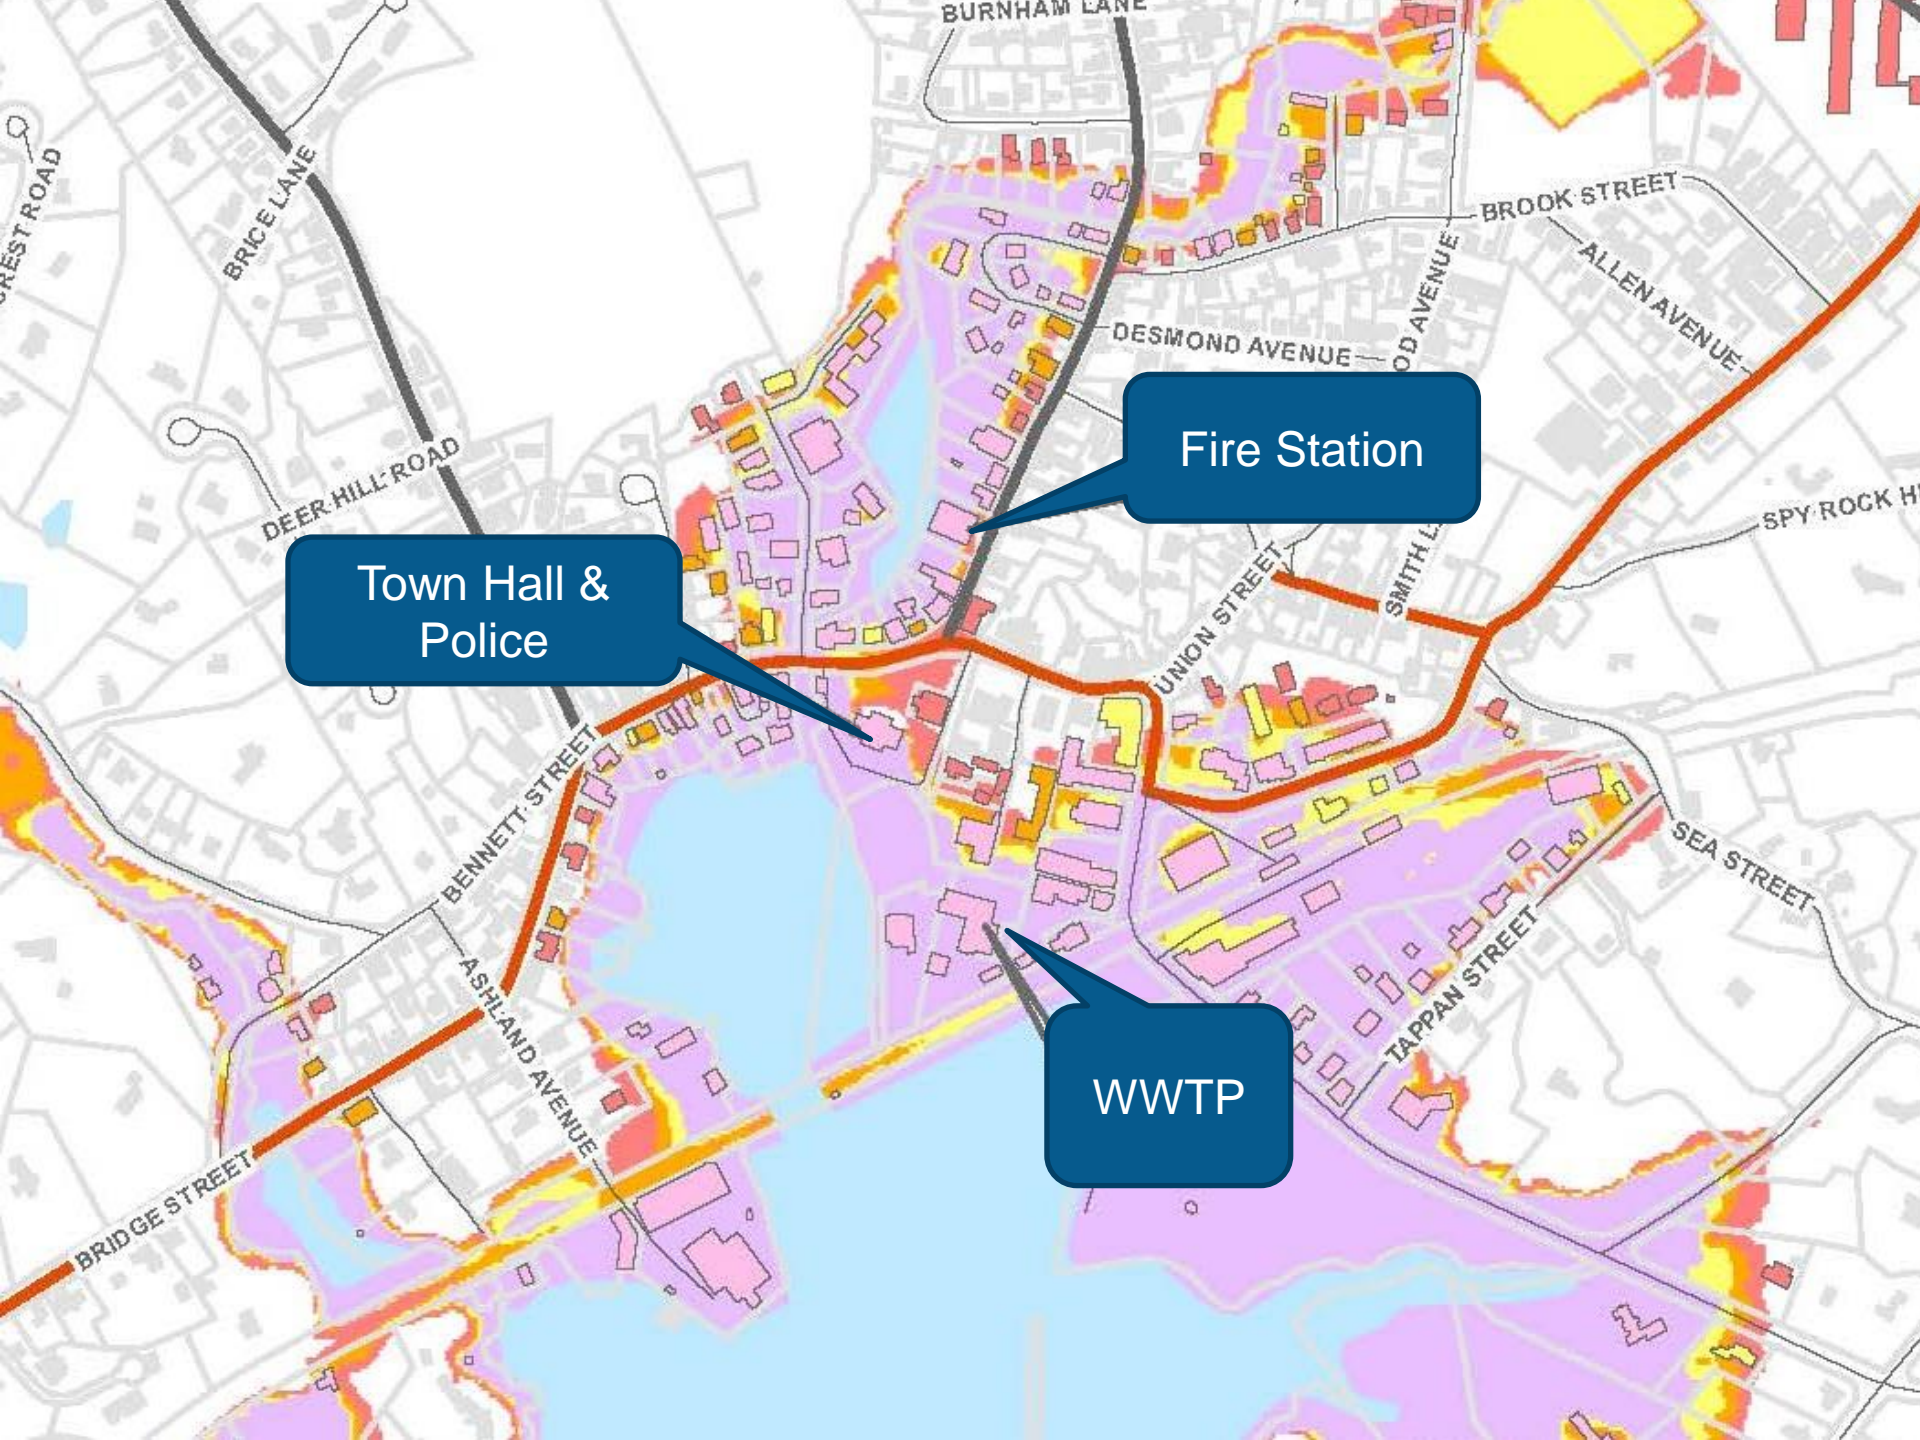 BURNHAM LANE
BRICE LANE
BROOK STREET
ALLEN AVENUE
DESMOND AVENUE
AVENUE
Fire Station
DEER HILL ROAD
SPY ROCK
Town Hall &
Police
SMITH
UNION STREET
BENNETT STREET
SEA STREET
ASHLAND AVENUE
TAPPAN STREET
WWTP
BRIDGE STREET
ROAD